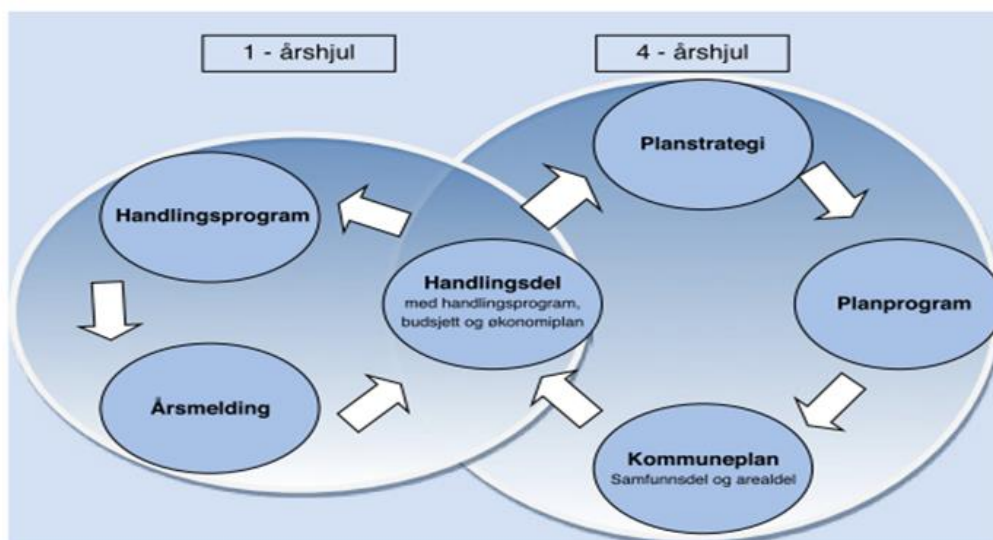 1 - årshjul
4 - årshjul
Planstrategi
Handlingsprogram
Handlingsdel
med handlingsprogram,
budsjett og økonomiplan
Planprogram
Årsmelding
Kommuneplan
Samfunnsdel og arealdel